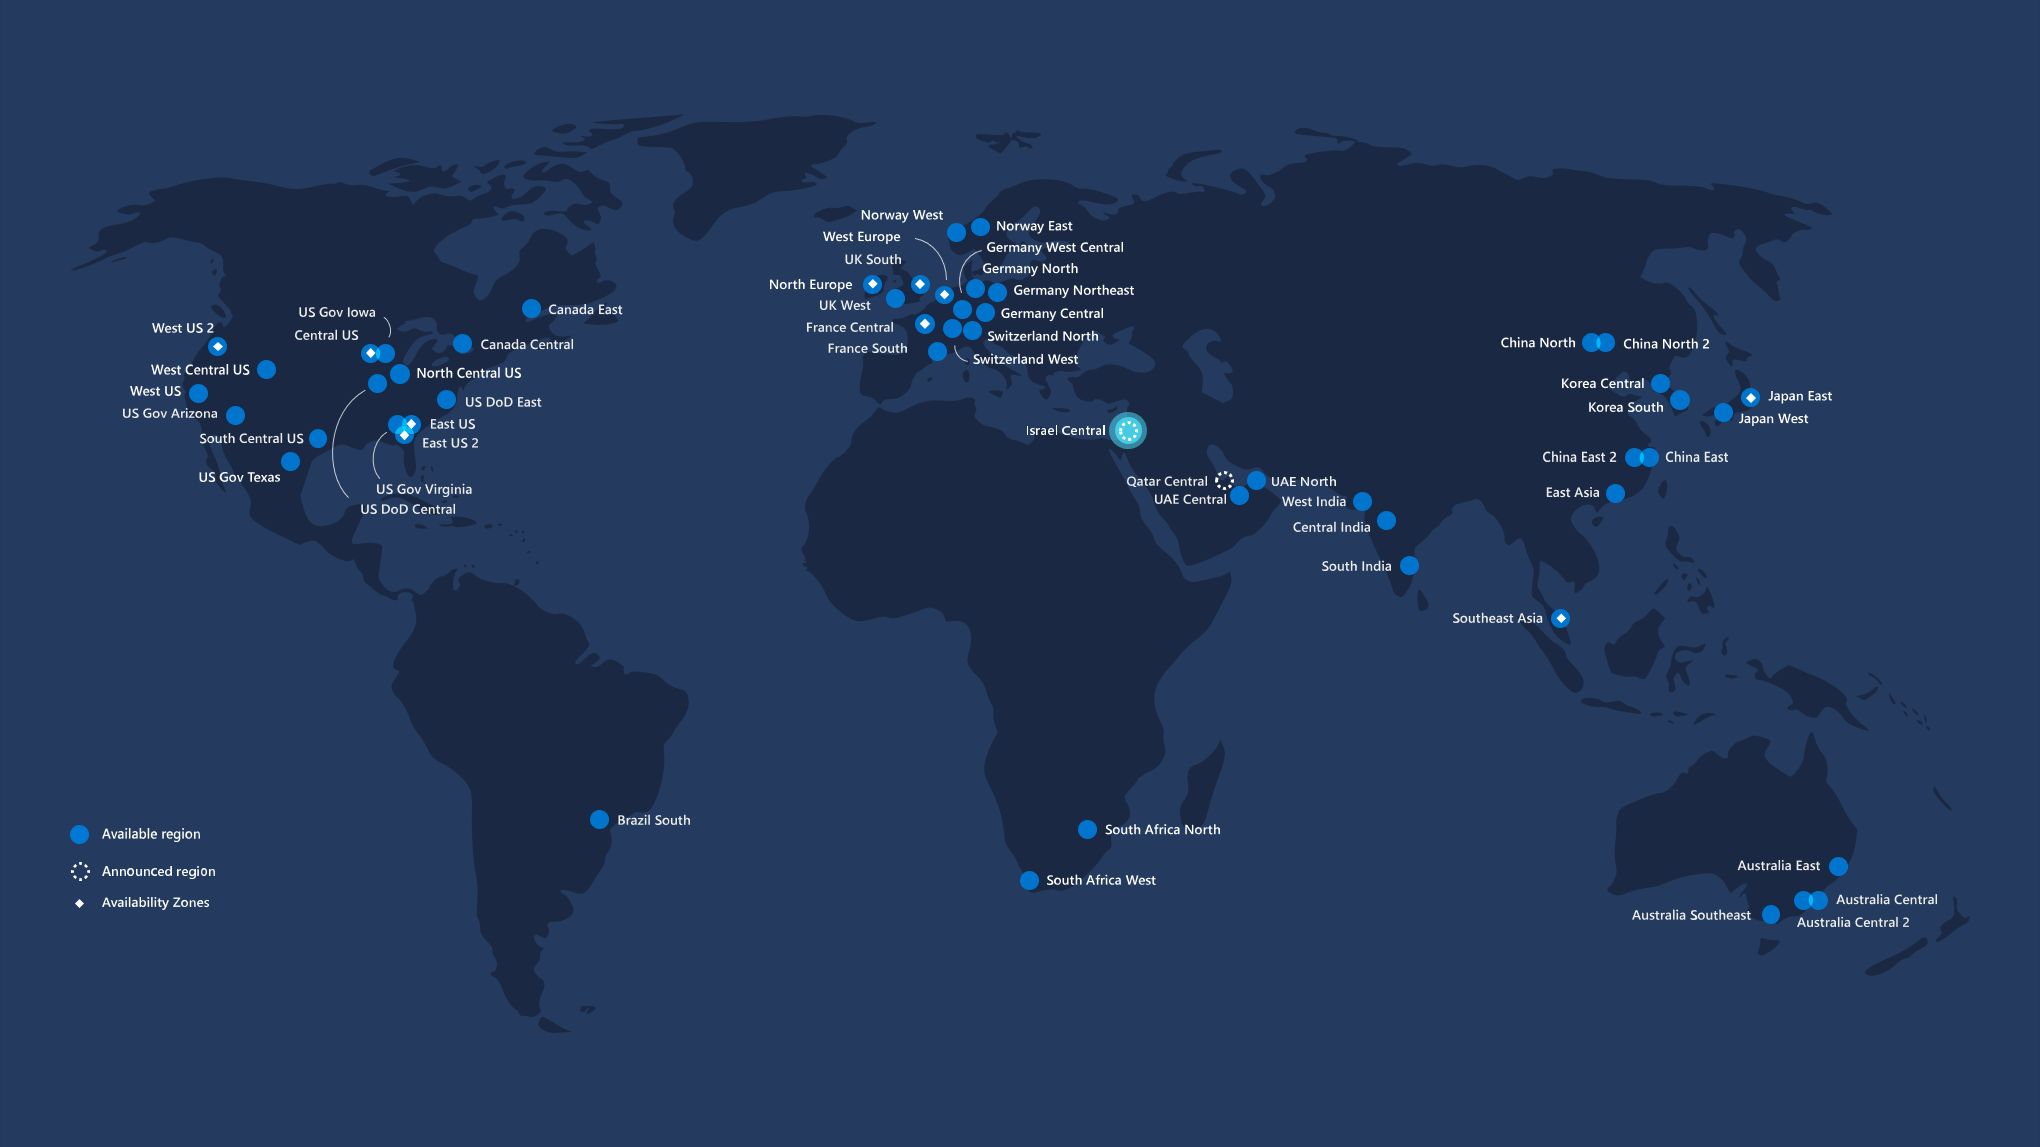 Norway West
Norway East
West Europe
Germany West Central
UK South
Germany North
North Europe
Germany Northeast
UK West
Canada East
US Gov Iowa
Germany Central
West US 2
France Central
Central US
Switzerland North
Canada Central
France South
Switzerland West
China North
China North 2
West Central US
North Central US
Korea Central
West US
Japan East
US DoD East
Korea South
US Gov Arizona
Japan West
East US
Israel Central
South Central US
East US 2
China East 2
China East
US Gov Texas
Qatar Central
UAE North
US Gov Virginia
East Asia
UAE Central
West India
US DoD Central
Central India
South India
Southeast Asia
Brazil South
South Africa North
Available region
Australia East
Announced region
South Africa West
Australia Central
Availability Zones
Australia Southeast
Australia Central 2